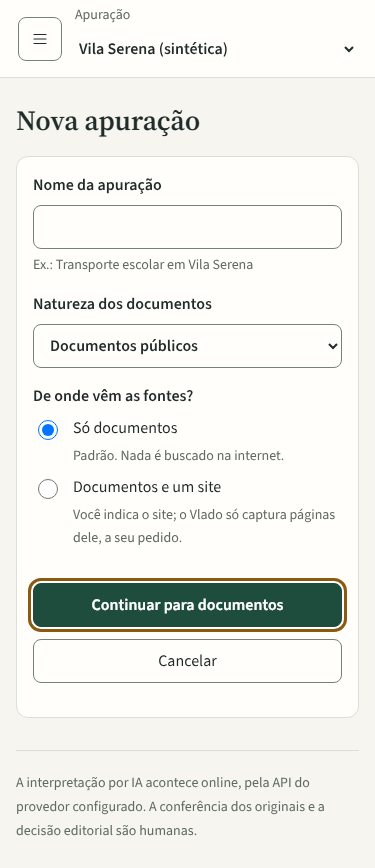 Apuração
Vila Serena (sintética)
Nova apuração
Nome da apuração
Ex.: Transporte escolar em Vila Serena
Natureza dos documentos
Documentos públicos
De onde vêm as fontes?
Só documentos
Padrão. Nada é buscado na internet.
Documentos e um site
Você indica o site; o Vlado só captura páginas
dele, a seu pedido.
Continuar para documentos
Cancelar
A interpretação por IA acontece online, pela API do
provedor configurado. A conferência dos originais e a
decisão editorial são humanas.